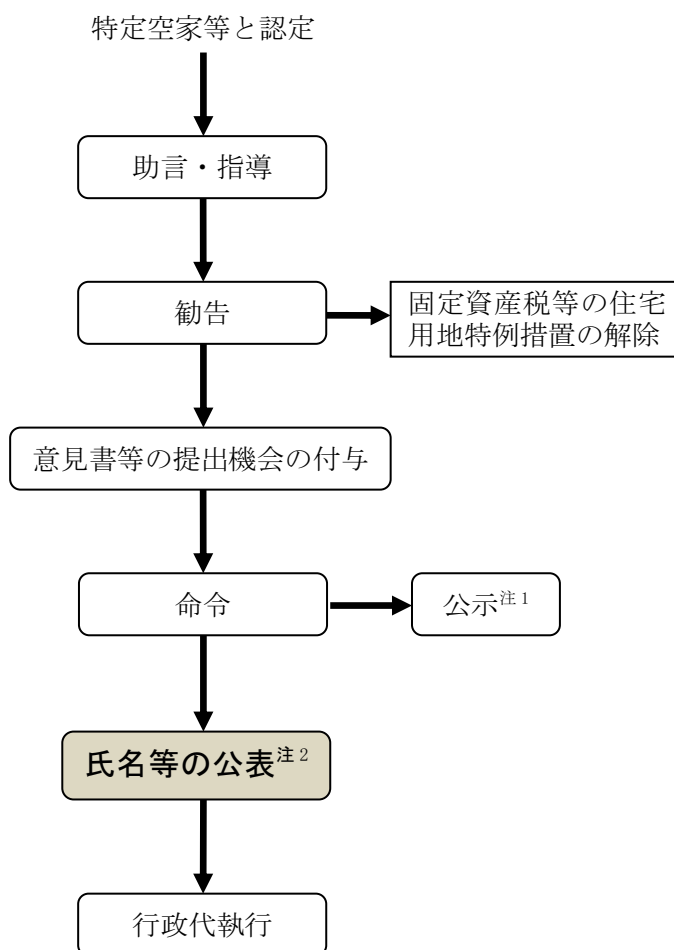 特定空家等と認定
助言・指導
勧告
固定資産税等の住宅
用地特例措置の解除
意見書等の提出機会の付与
命令
公示注1
氏名等の公表注2
行政代執行